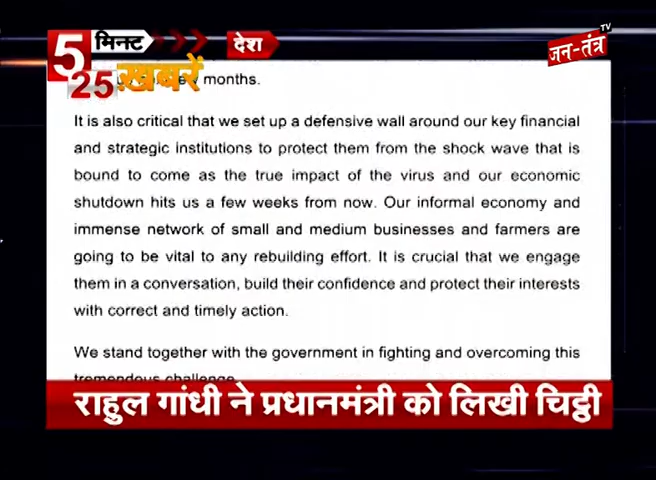 5 मिनट
25 ख़बरें
देश
जन-तंत्र TV
months.
It is also critical that we set up a defensive wall around our key financial
and strategic institutions to protect them from the shock wave that is
bound to come as the true impact of the virus and our economic
shutdown hits us a few weeks from now. Our informal economy and
immense network of small and medium businesses and farmers are
going to be vital to any rebuilding effort. It is crucial that we engage
them in a conversation, build their confidence and protect their interests
with correct and timely action.
We stand together with the government in fighting and overcoming this
tremendous challenge.
राहुल गांधी ने प्रधानमंत्री को लिखी चिट्ठी